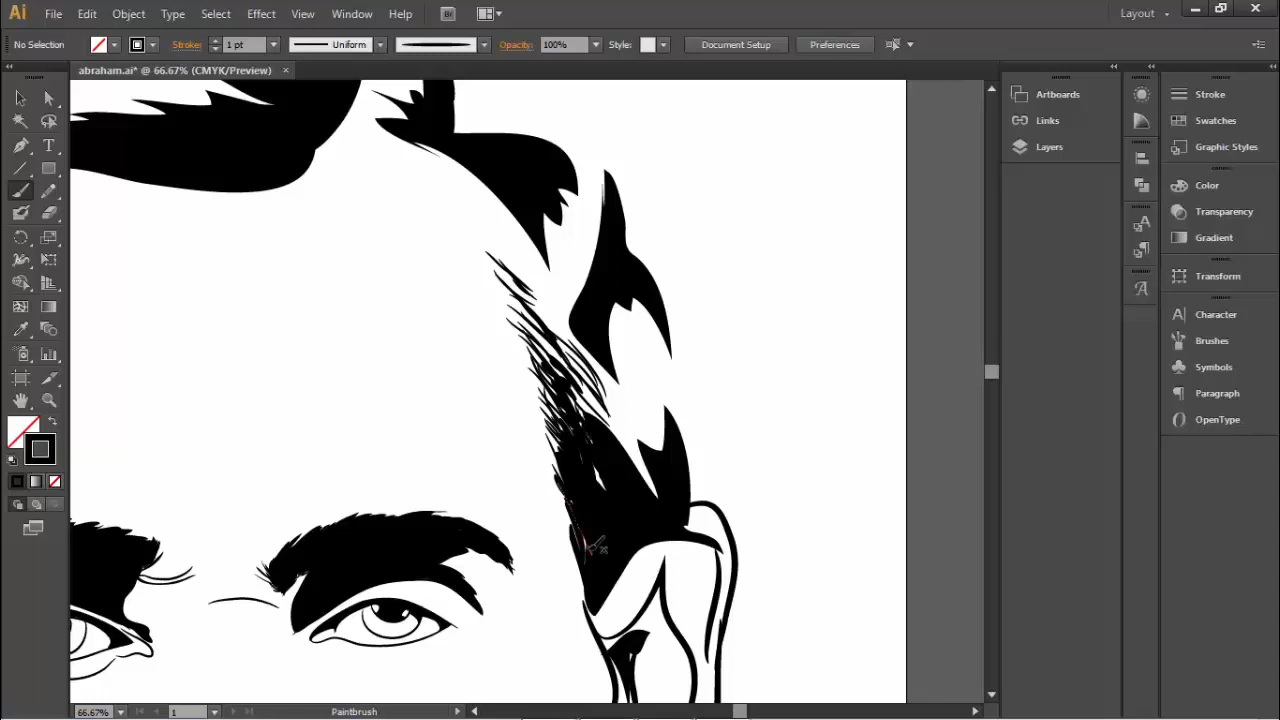 Ai File Edit Object Type Select Effect View Window Help Br Layout
No Selection Stroke: 1 pt Uniform Opacity: 100% Style: Document Setup Preferences
abraham.ai* @ 66.67% (CMYK/Preview) ×
Artboards
Links
Layers
Stroke
Swatches
Graphic Styles
Color
Transparency
Gradient
Transform
Character
Brushes
Symbols
Paragraph
OpenType
66.67% 1 Paintbrush